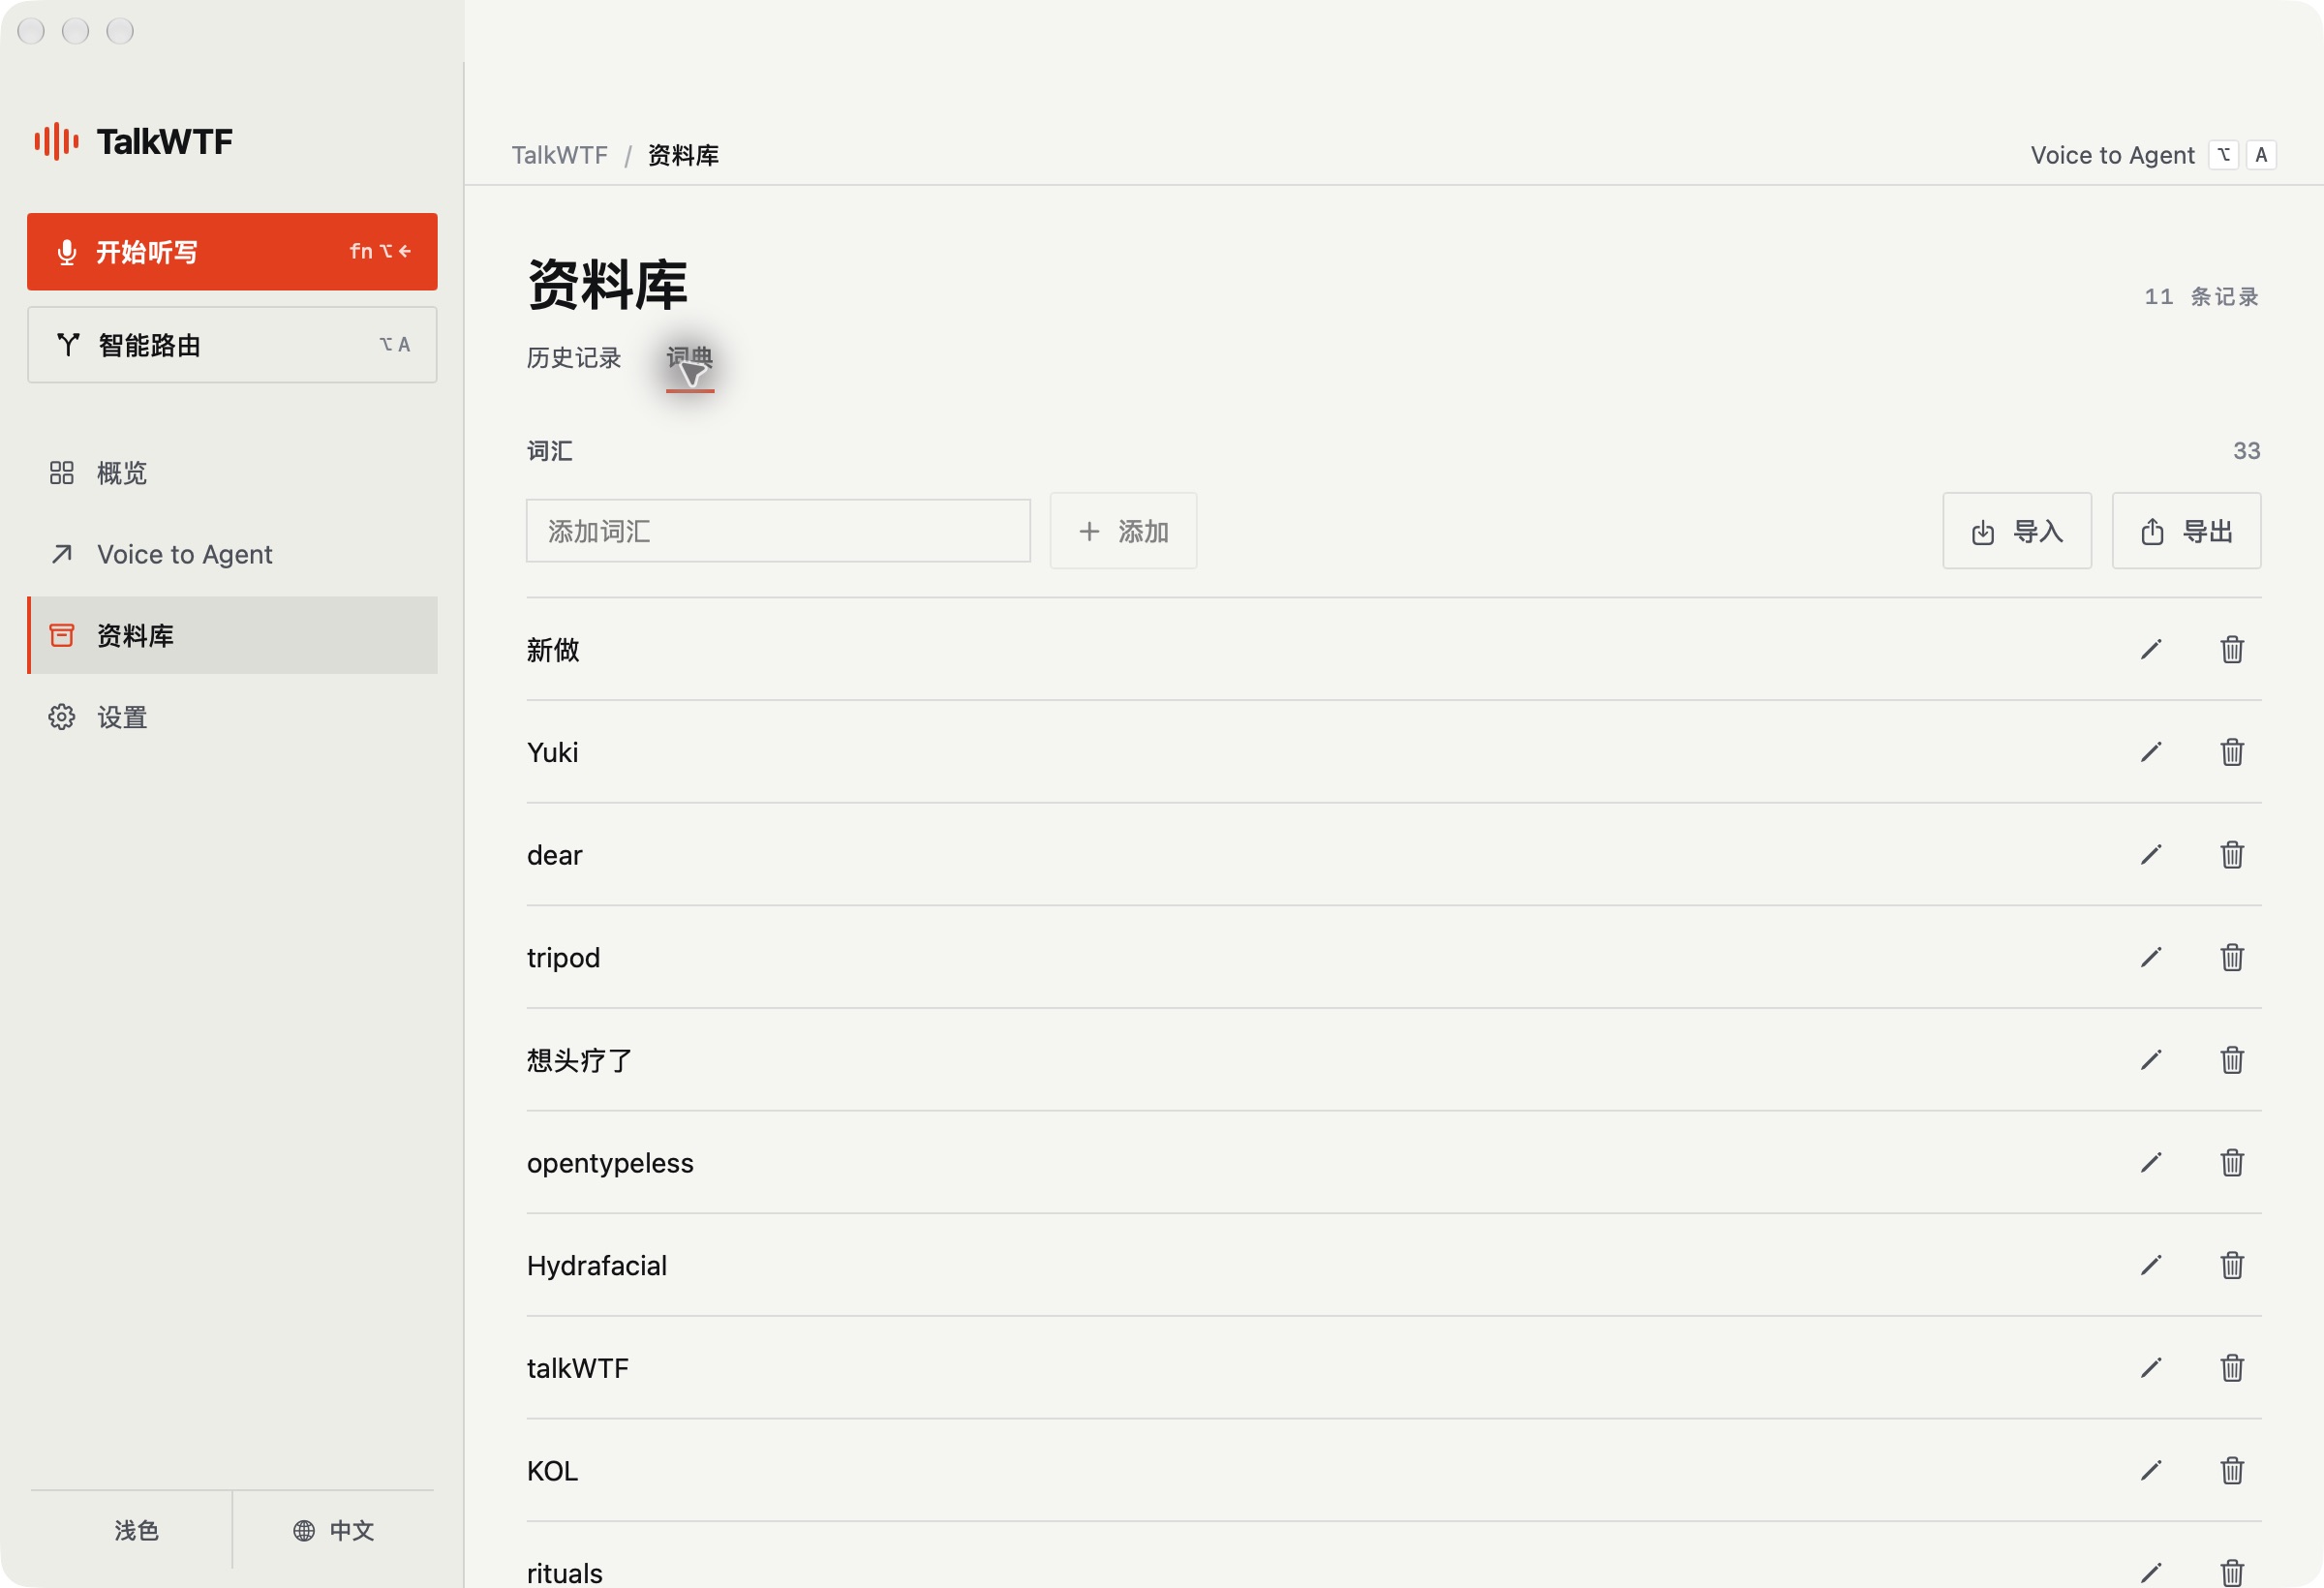 TalkWTF
开始听写 fn ⌥ ←
智能路由 ⌥ A
概览
Voice to Agent
资料库
设置
浅色
中文
TalkWTF / 资料库
Voice to Agent ⌥ A
资料库
11 条记录
历史记录 词典
词汇 33
添加词汇 + 添加 导入 导出
新做
Yuki
dear
tripod
想头疗了
opentypeless
Hydrafacial
talkWTF
KOL
rituals